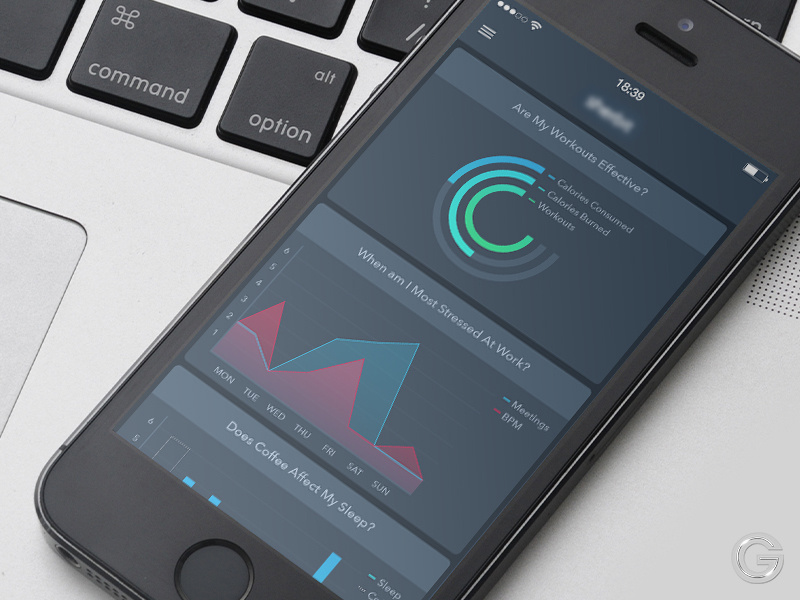 command
alt
option
18:39
Are My Workouts Effective?
Calories Consumed
Calories Burned
Workouts
When am I Most Stressed At Work?
6
5
4
3
2
1
MON TUE WED THU FRI SAT SUN
Meetings
BPM
Does Coffee Affect My Sleep?
6
5
Sleep
G